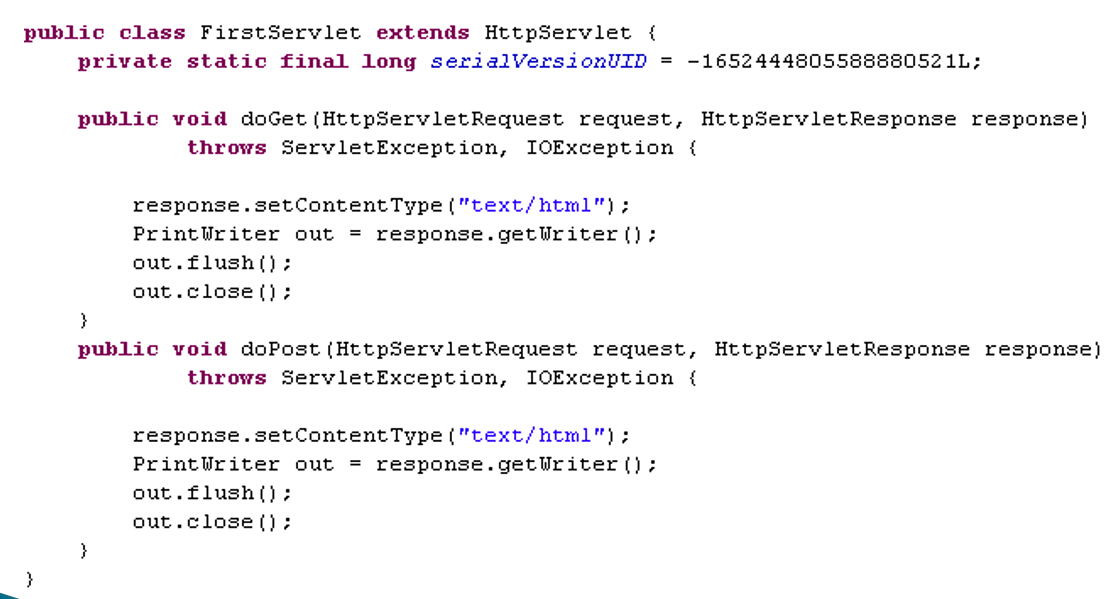 public class FirstServlet extends HttpServlet {
    private static final long serialVersionUID = -1652444805588880521L;

    public void doGet(HttpServletRequest request, HttpServletResponse response)
            throws ServletException, IOException {

        response.setContentType("text/html");
        PrintWriter out = response.getWriter();
        out.flush();
        out.close();
    }
    public void doPost(HttpServletRequest request, HttpServletResponse response)
            throws ServletException, IOException {

        response.setContentType("text/html");
        PrintWriter out = response.getWriter();
        out.flush();
        out.close();
    }
}